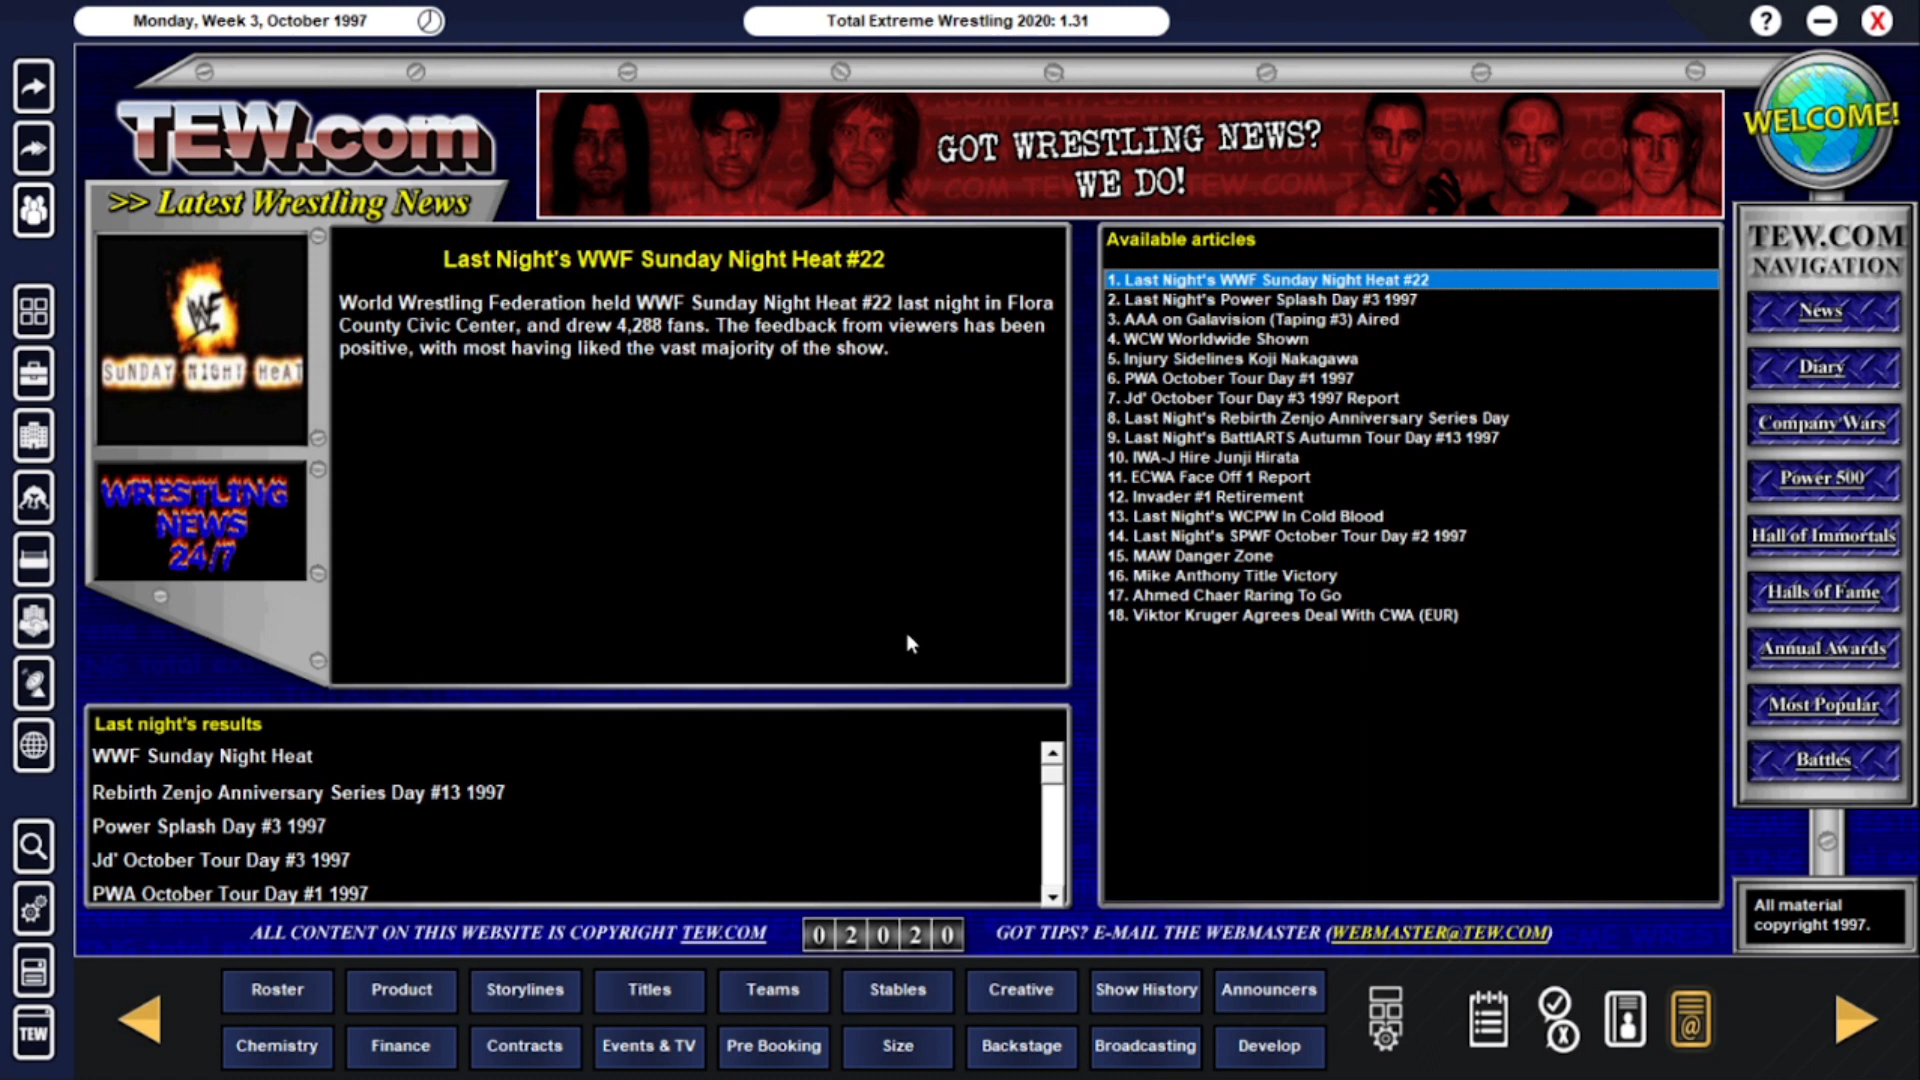 Monday, Week 3, October 1997
Total Extreme Wrestling 2020: 1.31
?
X
TEW.com
>> Latest Wrestling News
GOT WRESTLING NEWS?
WE DO!
WELCOME!
SUNDAY NIGHT HEAT
WRESTLING
NEWS
24/7
Last Night's WWF Sunday Night Heat #22
World Wrestling Federation held WWF Sunday Night Heat #22 last night in Flora
County Civic Center, and drew 4,288 fans. The feedback from viewers has been
positive, with most having liked the vast majority of the show.
Available articles
1. Last Night's WWF Sunday Night Heat #22
2. Last Night's Power Splash Day #3 1997
3. AAA on Galavision (Taping #3) Aired
4. WCW Worldwide Shown
5. Injury Sidelines Koji Nakagawa
6. PWA October Tour Day #1 1997
7. Jd' October Tour Day #3 1997 Report
8. Last Night's Rebirth Zenjo Anniversary Series Day
9. Last Night's BattlARTS Autumn Tour Day #13 1997
10. IWA-J Hire Junji Hirata
11. ECWA Face Off 1 Report
12. Invader #1 Retirement
13. Last Night's WCPW In Cold Blood
14. Last Night's SPWF October Tour Day #2 1997
15. MAW Danger Zone
16. Mike Anthony Title Victory
17. Ahmed Chaer Raring To Go
18. Viktor Kruger Agrees Deal With CWA (EUR)
TEW.COM
NAVIGATION
News
Diary
Company Wars
Power 500
Hall of Immortals
Halls of Fame
Annual Awards
Most Popular
Battles
All material
copyright 1997.
Last night's results
WWF Sunday Night Heat
Rebirth Zenjo Anniversary Series Day #13 1997
Power Splash Day #3 1997
Jd' October Tour Day #3 1997
PWA October Tour Day #1 1997
ALL CONTENT ON THIS WEBSITE IS COPYRIGHT TEW.COM
0 2 0 2 0
GOT TIPS? E-MAIL THE WEBMASTER (WEBMASTER@TEW.COM)
TEW
Roster Product Storylines Titles Teams Stables Creative Show History Announcers
Chemistry Finance Contracts Events & TV Pre Booking Size Backstage Broadcasting Develop